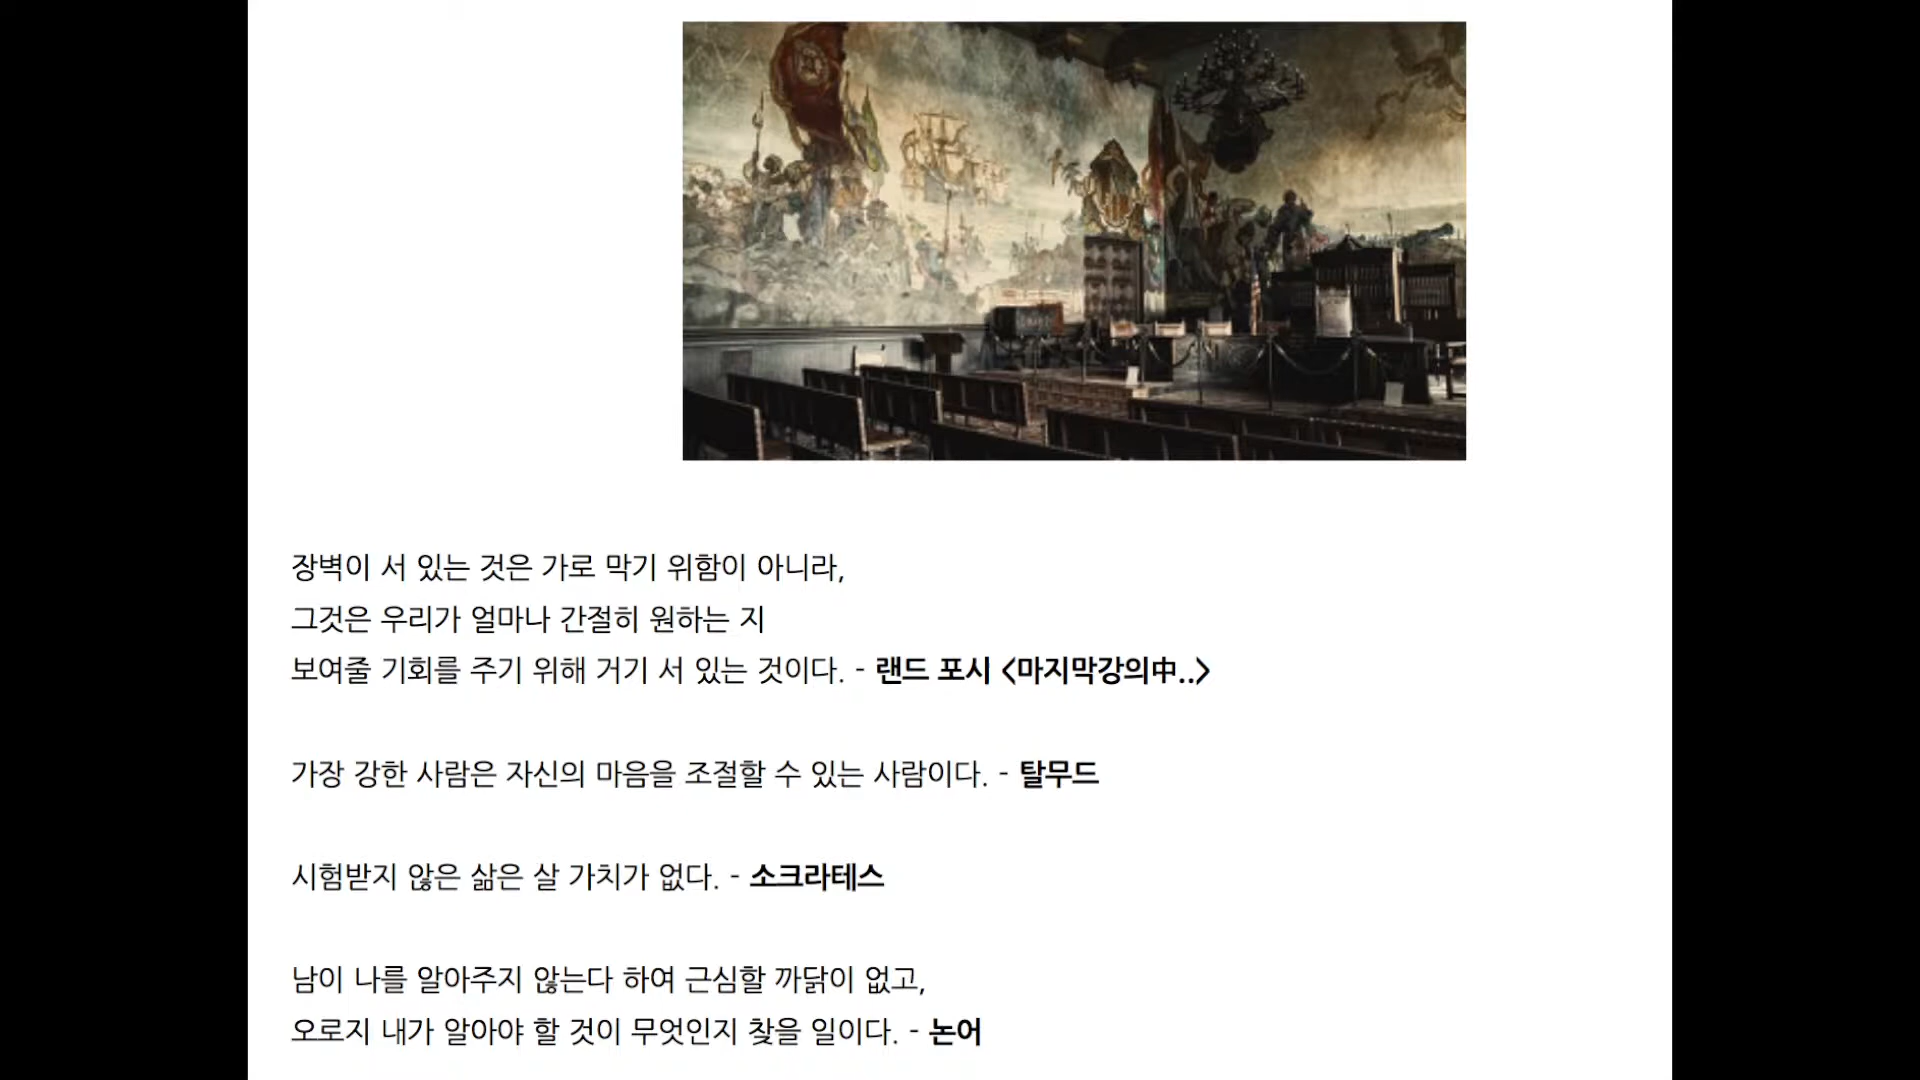 장벽이 서 있는 것은 가로 막기 위함이 아니라,
그것은 우리가 얼마나 간절히 원하는 지
보여줄 기회를 주기 위해 거기 서 있는 것이다. - 랜드 포시 <마지막강의中..>
가장 강한 사람은 자신의 마음을 조절할 수 있는 사람이다. - 탈무드
시험받지 않은 삶은 살 가치가 없다. - 소크라테스
남이 나를 알아주지 않는다 하여 근심할 까닭이 없고,
오로지 내가 알아야 할 것이 무엇인지 찾을 일이다. - 논어